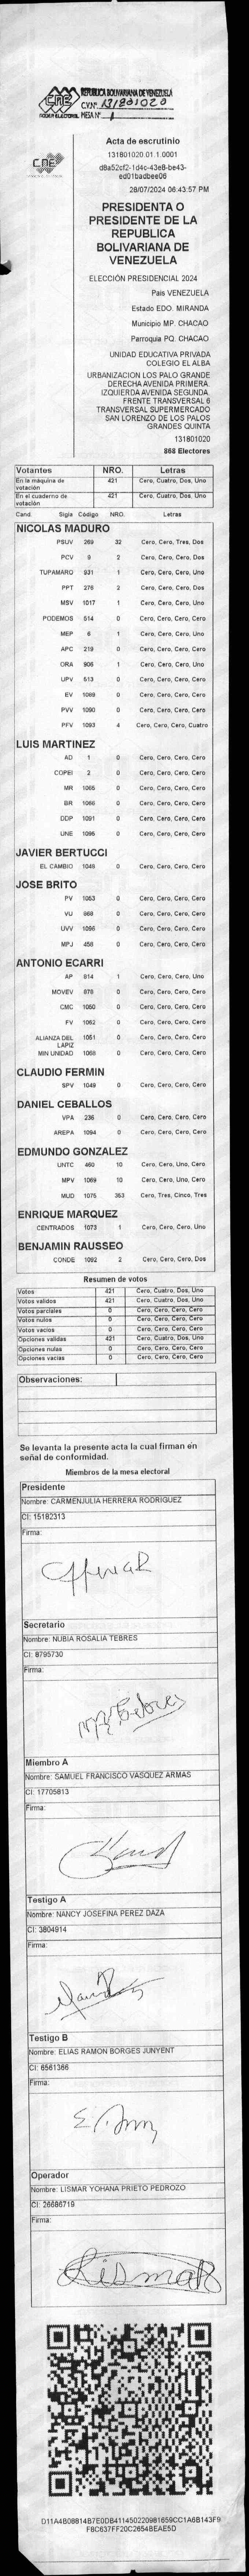 REPUBLICA BOLIVARIANA DE VENEZUELA
CNE
C.V.N° 131801020
PODER ELECTORAL MESA N° 1
CNE
Acta de escrutinio
131801020.01.1.0001
d8a52cf2-1d4c-43e8-be43-
ed01badbee06
28/07/2024 06:43:57 PM
PRESIDENTA O
PRESIDENTE DE LA
REPUBLICA
BOLIVARIANA DE
VENEZUELA
ELECCIÓN PRESIDENCIAL 2024
Pais VENEZUELA
Estado EDO. MIRANDA
Municipio MP. CHACAO
Parroquia PQ. CHACAO
UNIDAD EDUCATIVA PRIVADA
COLEGIO EL ALBA
URBANIZACION LOS PALO GRANDE
DERECHA AVENIDA PRIMERA.
IZQUIERDA AVENIDA SEGUNDA.
FRENTE TRANSVERSAL 6
TRANSVERSAL SUPERMERCADO
SAN LORENZO DE LOS PALOS
GRANDES QUINTA
131801020
868 Electores
Votantes NRO. Letras
En la máquina de votación 421 Cero, Cuatro, Dos, Uno
En el cuaderno de votación 421 Cero, Cuatro, Dos, Uno
Cand. Sigla Código NRO. Letras
NICOLAS MADURO
PSUV 269 32 Cero, Cero, Tres, Dos
PCV 9 2 Cero, Cero, Cero, Dos
TUPAMARO 931 1 Cero, Cero, Cero, Uno
PPT 276 2 Cero, Cero, Cero, Dos
MSV 1017 1 Cero, Cero, Cero, Uno
PODEMOS 514 0 Cero, Cero, Cero, Cero
MEP 6 1 Cero, Cero, Cero, Uno
APC 219 0 Cero, Cero, Cero, Cero
ORA 906 1 Cero, Cero, Cero, Uno
UPV 513 0 Cero, Cero, Cero, Cero
EV 1089 0 Cero, Cero, Cero, Cero
PVV 1090 0 Cero, Cero, Cero, Cero
PFV 1093 4 Cero, Cero, Cero, Cuatro
LUIS MARTINEZ
AD 1 0 Cero, Cero, Cero, Cero
COPEI 2 0 Cero, Cero, Cero, Cero
MR 1065 0 Cero, Cero, Cero, Cero
BR 1066 0 Cero, Cero, Cero, Cero
DDP 1091 0 Cero, Cero, Cero, Cero
UNE 1095 0 Cero, Cero, Cero, Cero
JAVIER BERTUCCI
EL CAMBIO 1048 0 Cero, Cero, Cero, Cero
JOSE BRITO
PV 1053 0 Cero, Cero, Cero, Cero
VU 868 0 Cero, Cero, Cero, Cero
UVV 1096 0 Cero, Cero, Cero, Cero
MPJ 458 0 Cero, Cero, Cero, Cero
ANTONIO ECARRI
AP 814 1 Cero, Cero, Cero, Uno
MOVEV 878 0 Cero, Cero, Cero, Cero
CMC 1050 0 Cero, Cero, Cero, Cero
FV 1052 0 Cero, Cero, Cero, Cero
ALIANZA DEL LAPIZ 1051 0 Cero, Cero, Cero, Cero
MIN UNIDAD 1068 0 Cero, Cero, Cero, Cero
CLAUDIO FERMIN
SPV 1049 0 Cero, Cero, Cero, Cero
DANIEL CEBALLOS
VPA 236 0 Cero, Cero, Cero, Cero
AREPA 1094 0 Cero, Cero, Cero, Cero
EDMUNDO GONZALEZ
UNTC 460 10 Cero, Cero, Uno, Cero
MPV 1069 10 Cero, Cero, Uno, Cero
MUD 1075 353 Cero, Tres, Cinco, Tres
ENRIQUE MARQUEZ
CENTRADOS 1073 1 Cero, Cero, Cero, Uno
BENJAMIN RAUSSEO
CONDE 1092 2 Cero, Cero, Cero, Dos
Resumen de votos
Votos 421 Cero, Cuatro, Dos, Uno
Votos validos 421 Cero, Cuatro, Dos, Uno
Votos parciales 0 Cero, Cero, Cero, Cero
Votos nulos 0 Cero, Cero, Cero, Cero
Votos vacios 0 Cero, Cero, Cero, Cero
Opciones validas 421 Cero, Cuatro, Dos, Uno
Opciones nulas 0 Cero, Cero, Cero, Cero
Opciones vacias 0 Cero, Cero, Cero, Cero
Observaciones:
Se levanta la presente acta la cual firman en
señal de conformidad.
Miembros de la mesa electoral
Presidente
Nombre: CARMENJULIA HERRERA RODRIGUEZ
CI: 15182313
Firma:
Secretario
Nombre: NUBIA ROSALIA TEBRES
CI: 8795730
Firma:
Miembro A
Nombre: SAMUEL FRANCISCO VASQUEZ ARMAS
CI: 17705813
Firma:
Testigo A
Nombre: NANCY JOSEFINA PEREZ DAZA
CI: 3804914
Firma:
Testigo B
Nombre: ELIAS RAMON BORGES JUNYENT
CI: 6561366
Firma:
Operador
Nombre: LISMAR YOHANA PRIETO PEDROZO
CI: 26686719
Firma:
Lismar
D11A4B08814B7E0DB411450220981659CC1A6B143F9
F8C637FF20C2654BEAE5D